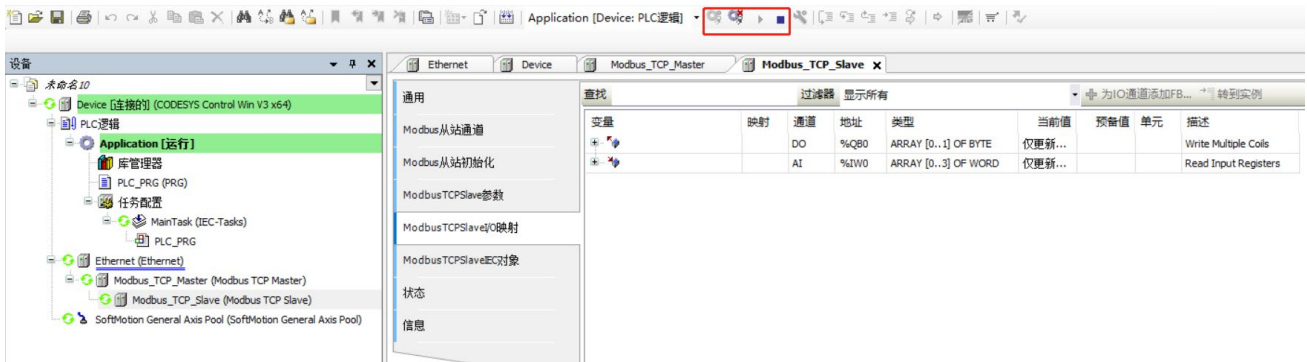 Application [Device: PLC逻辑]
设备
未命名10
Device [连接的] (CODESYS Control Win V3 x64)
PLC逻辑
Application [运行]
库管理器
PLC_PRG (PRG)
任务配置
MainTask (IEC-Tasks)
PLC_PRG
Ethernet (Ethernet)
Modbus_TCP_Master (Modbus TCP Master)
Modbus_TCP_Slave (Modbus TCP Slave)
SoftMotion General Axis Pool (SoftMotion General Axis Pool)
Ethernet Device Modbus_TCP_Master Modbus_TCP_Slave
通用
Modbus从站通道
Modbus从站初始化
ModbusTCPSlave参数
ModbusTCPSlaveI/O映射
ModbusTCPSlaveIEC对象
状态
信息
查找 过滤器 显示所有 为IO通道添加FB... 转到实例
变量 映射 通道 地址 类型 当前值 预备值 单元 描述
DO %QB0 ARRAY [0..1] OF BYTE 仅更新... Write Multiple Coils
AI %IW0 ARRAY [0..3] OF WORD 仅更新... Read Input Registers